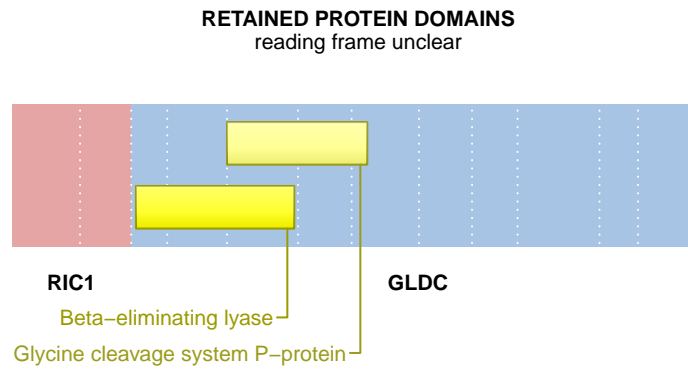 RETAINED PROTEIN DOMAINS
reading frame unclear
RIC1
GLDC
Beta−eliminating lyase
Glycine cleavage system P−protein